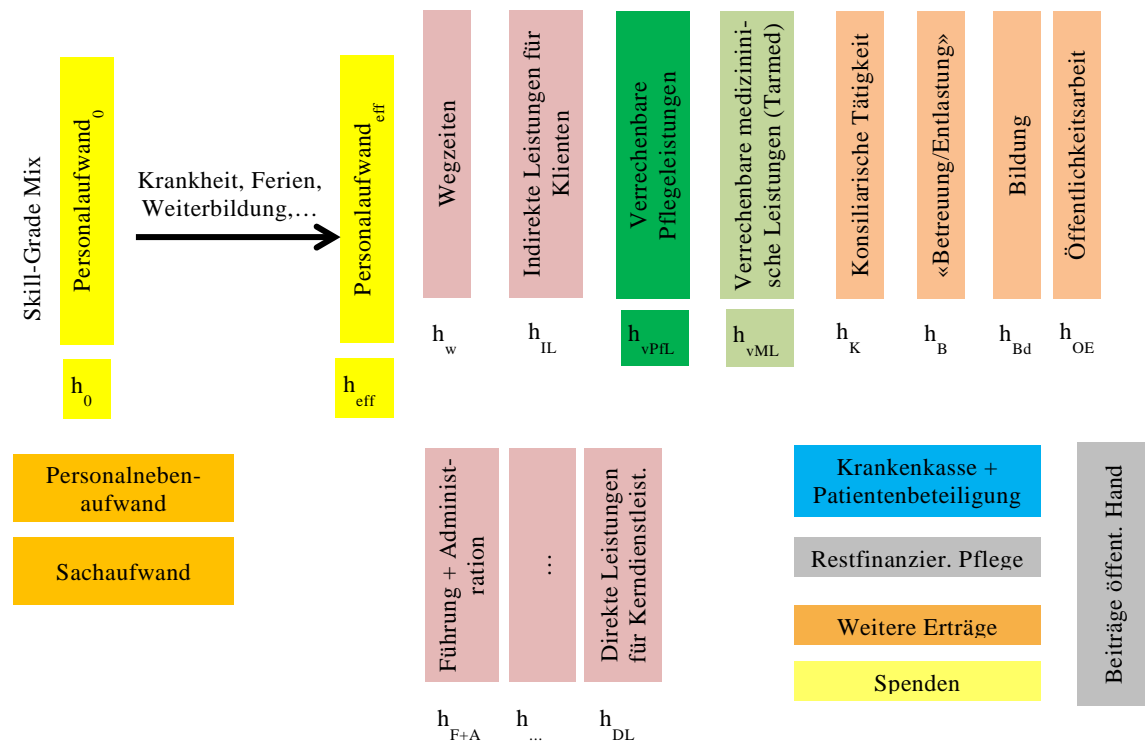 Skill-Grade Mix
Personalaufwand0
Krankheit, Ferien,
Weiterbildung,…
Personalaufwandeff
Wegzeiten
Indirekte Leistungen für
Klienten
Verrechenbare
Pflegeleistungen
Verrechenbare medizinini-
sche Leistungen (Tarmed)
Konsiliarische Tätigkeit
«Betreuung/Entlastung»
Bildung
Öffentlichkeitsarbeit
h0
heff
hw
hIL
hvPfL
hvML
hK
hB
hBd
hOE
Personalneben-
aufwand
Sachaufwand
Führung + Administ-
ration
…
Direkte Leistungen
für Kerndienstleist.
hF+A
h...
hDL
Krankenkasse +
Patientenbeteiligung
Restfinanzier. Pflege
Weitere Erträge
Spenden
Beiträge öffent. Hand